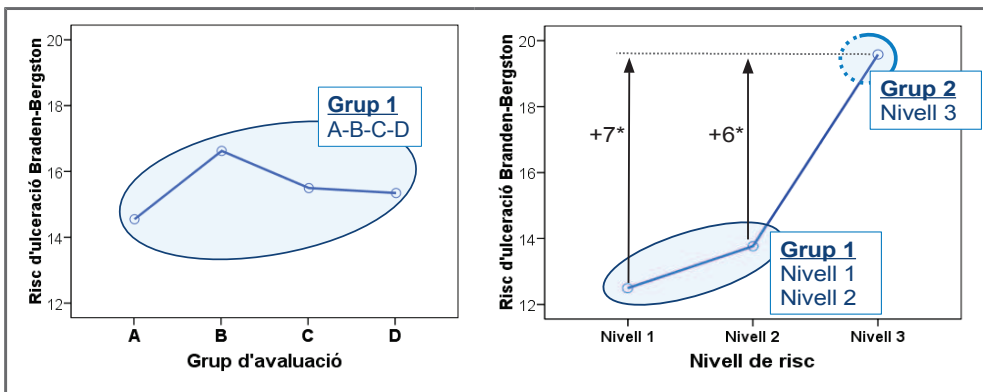 Risc d'ulceració Braden-Bergston
20
18
16
14
12
Grup 1
A-B-C-D
A B C D
Grup d'avaluació
Risc d'ulceració Branden-Bergston
20
18
16
14
12
+7*
+6*
Grup 2
Nivell 3
Grup 1
Nivell 1
Nivell 2
Nivell 1 Nivell 2 Nivell 3
Nivell de risc